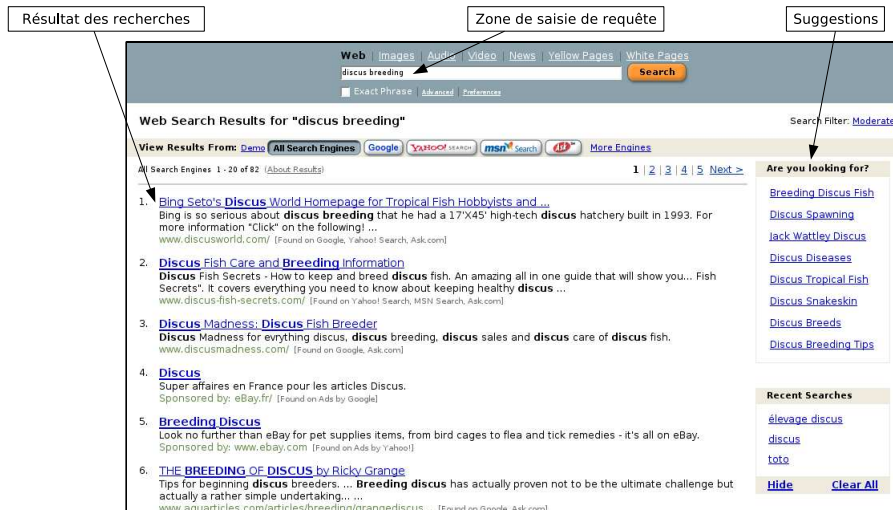 Résultat des recherches
Zone de saisie de requête
Suggestions
Web | Images | Audio | Video | News | Yellow Pages | White Pages
discus breeding
Search
Exact Phrase | Advanced | Preferences
Web Search Results for "discus breeding"
Search Filter: Moderate
View Results From: Demo All Search Engines Google YAHOO! SEARCH msn Search Ask More Engines
All Search Engines 1 - 20 of 82 (About Results)
1 | 2 | 3 | 4 | 5 Next >
1. Bing Seto's Discus World Homepage for Tropical Fish Hobbyists and ...
Bing is so serious about discus breeding that he had a 17'X45' high-tech discus hatchery built in 1993. For
more information "Click" on the following! ...
www.discusworld.com/ [Found on Google, Yahoo! Search, Ask.com]
2. Discus Fish Care and Breeding Information
Discus Fish Secrets - How to keep and breed discus fish. An amazing all in one guide that will show you... Fish
Secrets". It covers everything you need to know about keeping healthy discus ...
www.discus-fish-secrets.com/ [Found on Yahoo! Search, MSN Search, Ask.com]
3. Discus Madness: Discus Fish Breeder
Discus Madness for evrything discus, discus breeding, discus sales and discus care of discus fish.
www.discusmadness.com/ [Found on Google, Ask.com]
4. Discus
Super affaires en France pour les articles Discus.
Sponsored by: eBay.fr/ [Found on Ads by Google]
5. Breeding Discus
Look no further than eBay for pet supplies items, from bird cages to flea and tick remedies - it's all on eBay.
Sponsored by: www.ebay.com [Found on Ads by Yahoo!]
6. THE BREEDING OF DISCUS by Ricky Grange
Tips for beginning discus breeders. ... Breeding discus has actually proven not to be the ultimate challenge but
actually a rather simple undertaking... ...
www.aquarticles.com/articles/breeding/grangediscus... [Found on Google, Ask.com]
Are you looking for?
Breeding Discus Fish
Discus Spawning
Jack Wattley Discus
Discus Diseases
Discus Tropical Fish
Discus Snakeskin
Discus Breeds
Discus Breeding Tips
Recent Searches
élevage discus
discus
toto
Hide Clear All